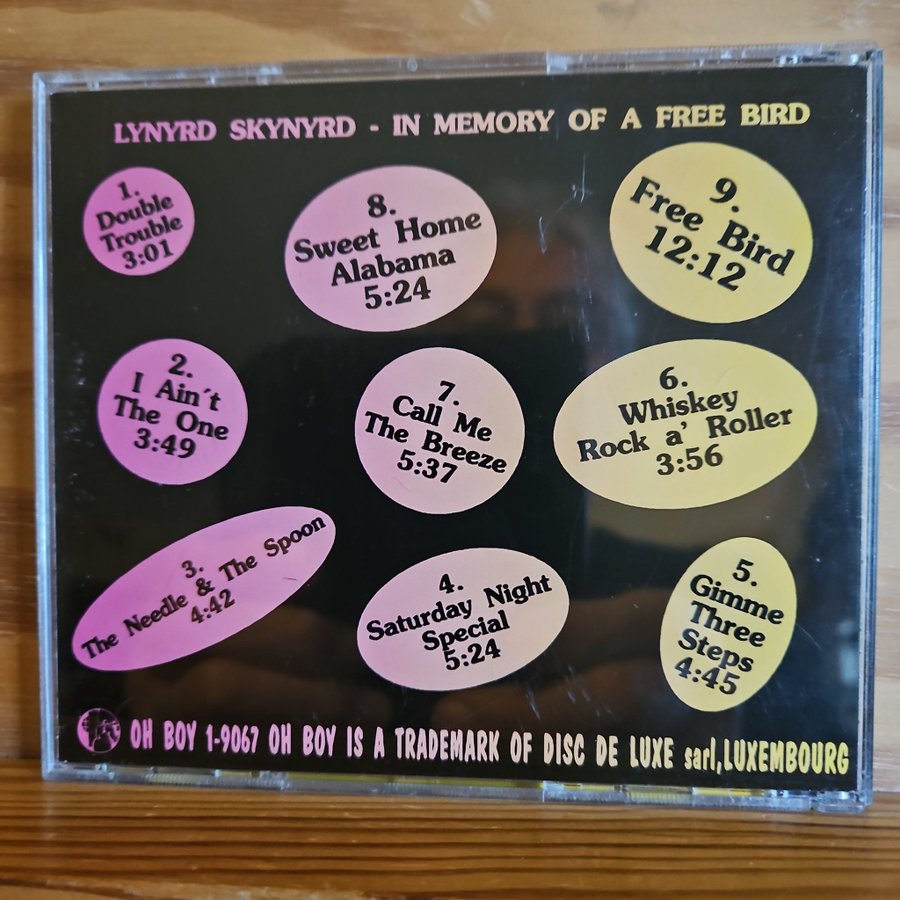 LYNYRD SKYNYRD - IN MEMORY OF A FREE BIRD
1.
Double
Trouble
3:01
2.
I Ain´t
The One
3:49
3.
The Needle & The Spoon
4:42
4.
Saturday Night
Special
5:24
5.
Gimme
Three
Steps
4:45
6.
Whiskey
Rock a' Roller
3:56
7.
Call Me
The Breeze
5:37
8.
Sweet Home
Alabama
5:24
9.
Free Bird
12:12
OH BOY 1-9067 OH BOY IS A TRADEMARK OF DISC DE LUXE sarl,LUXEMBOURG